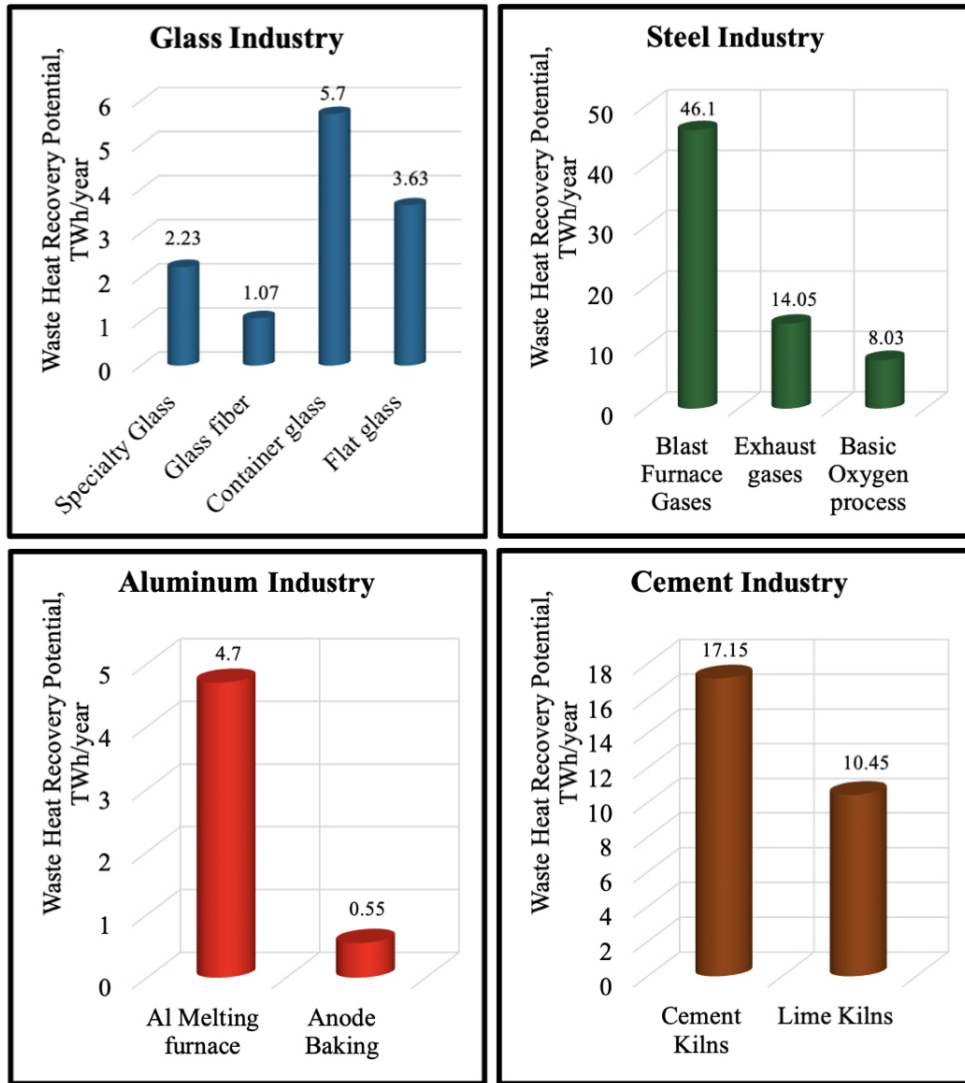 Glass Industry
Waste Heat Recovery Potential,
TWh/year
6
5
4
3
2
1
0
2.23
1.07
5.7
3.63
Specialty Glass
Glass fiber
Container glass
Flat glass
Steel Industry
Waste Heat Recovery Potential,
TWh/year
50
40
30
20
10
0
46.1
14.05
8.03
Blast
Furnace
Gases
Exhaust
gases
Basic
Oxygen
process
Aluminum Industry
Waste Heat Recovery Potential,
TWh/year
5
4
3
2
1
0
4.7
0.55
Al Melting
furnace
Anode
Baking
Cement Industry
Waste Heat Recovery Potential,
TWh/year
18
16
14
12
10
8
6
4
2
0
17.15
10.45
Cement
Kilns
Lime Kilns